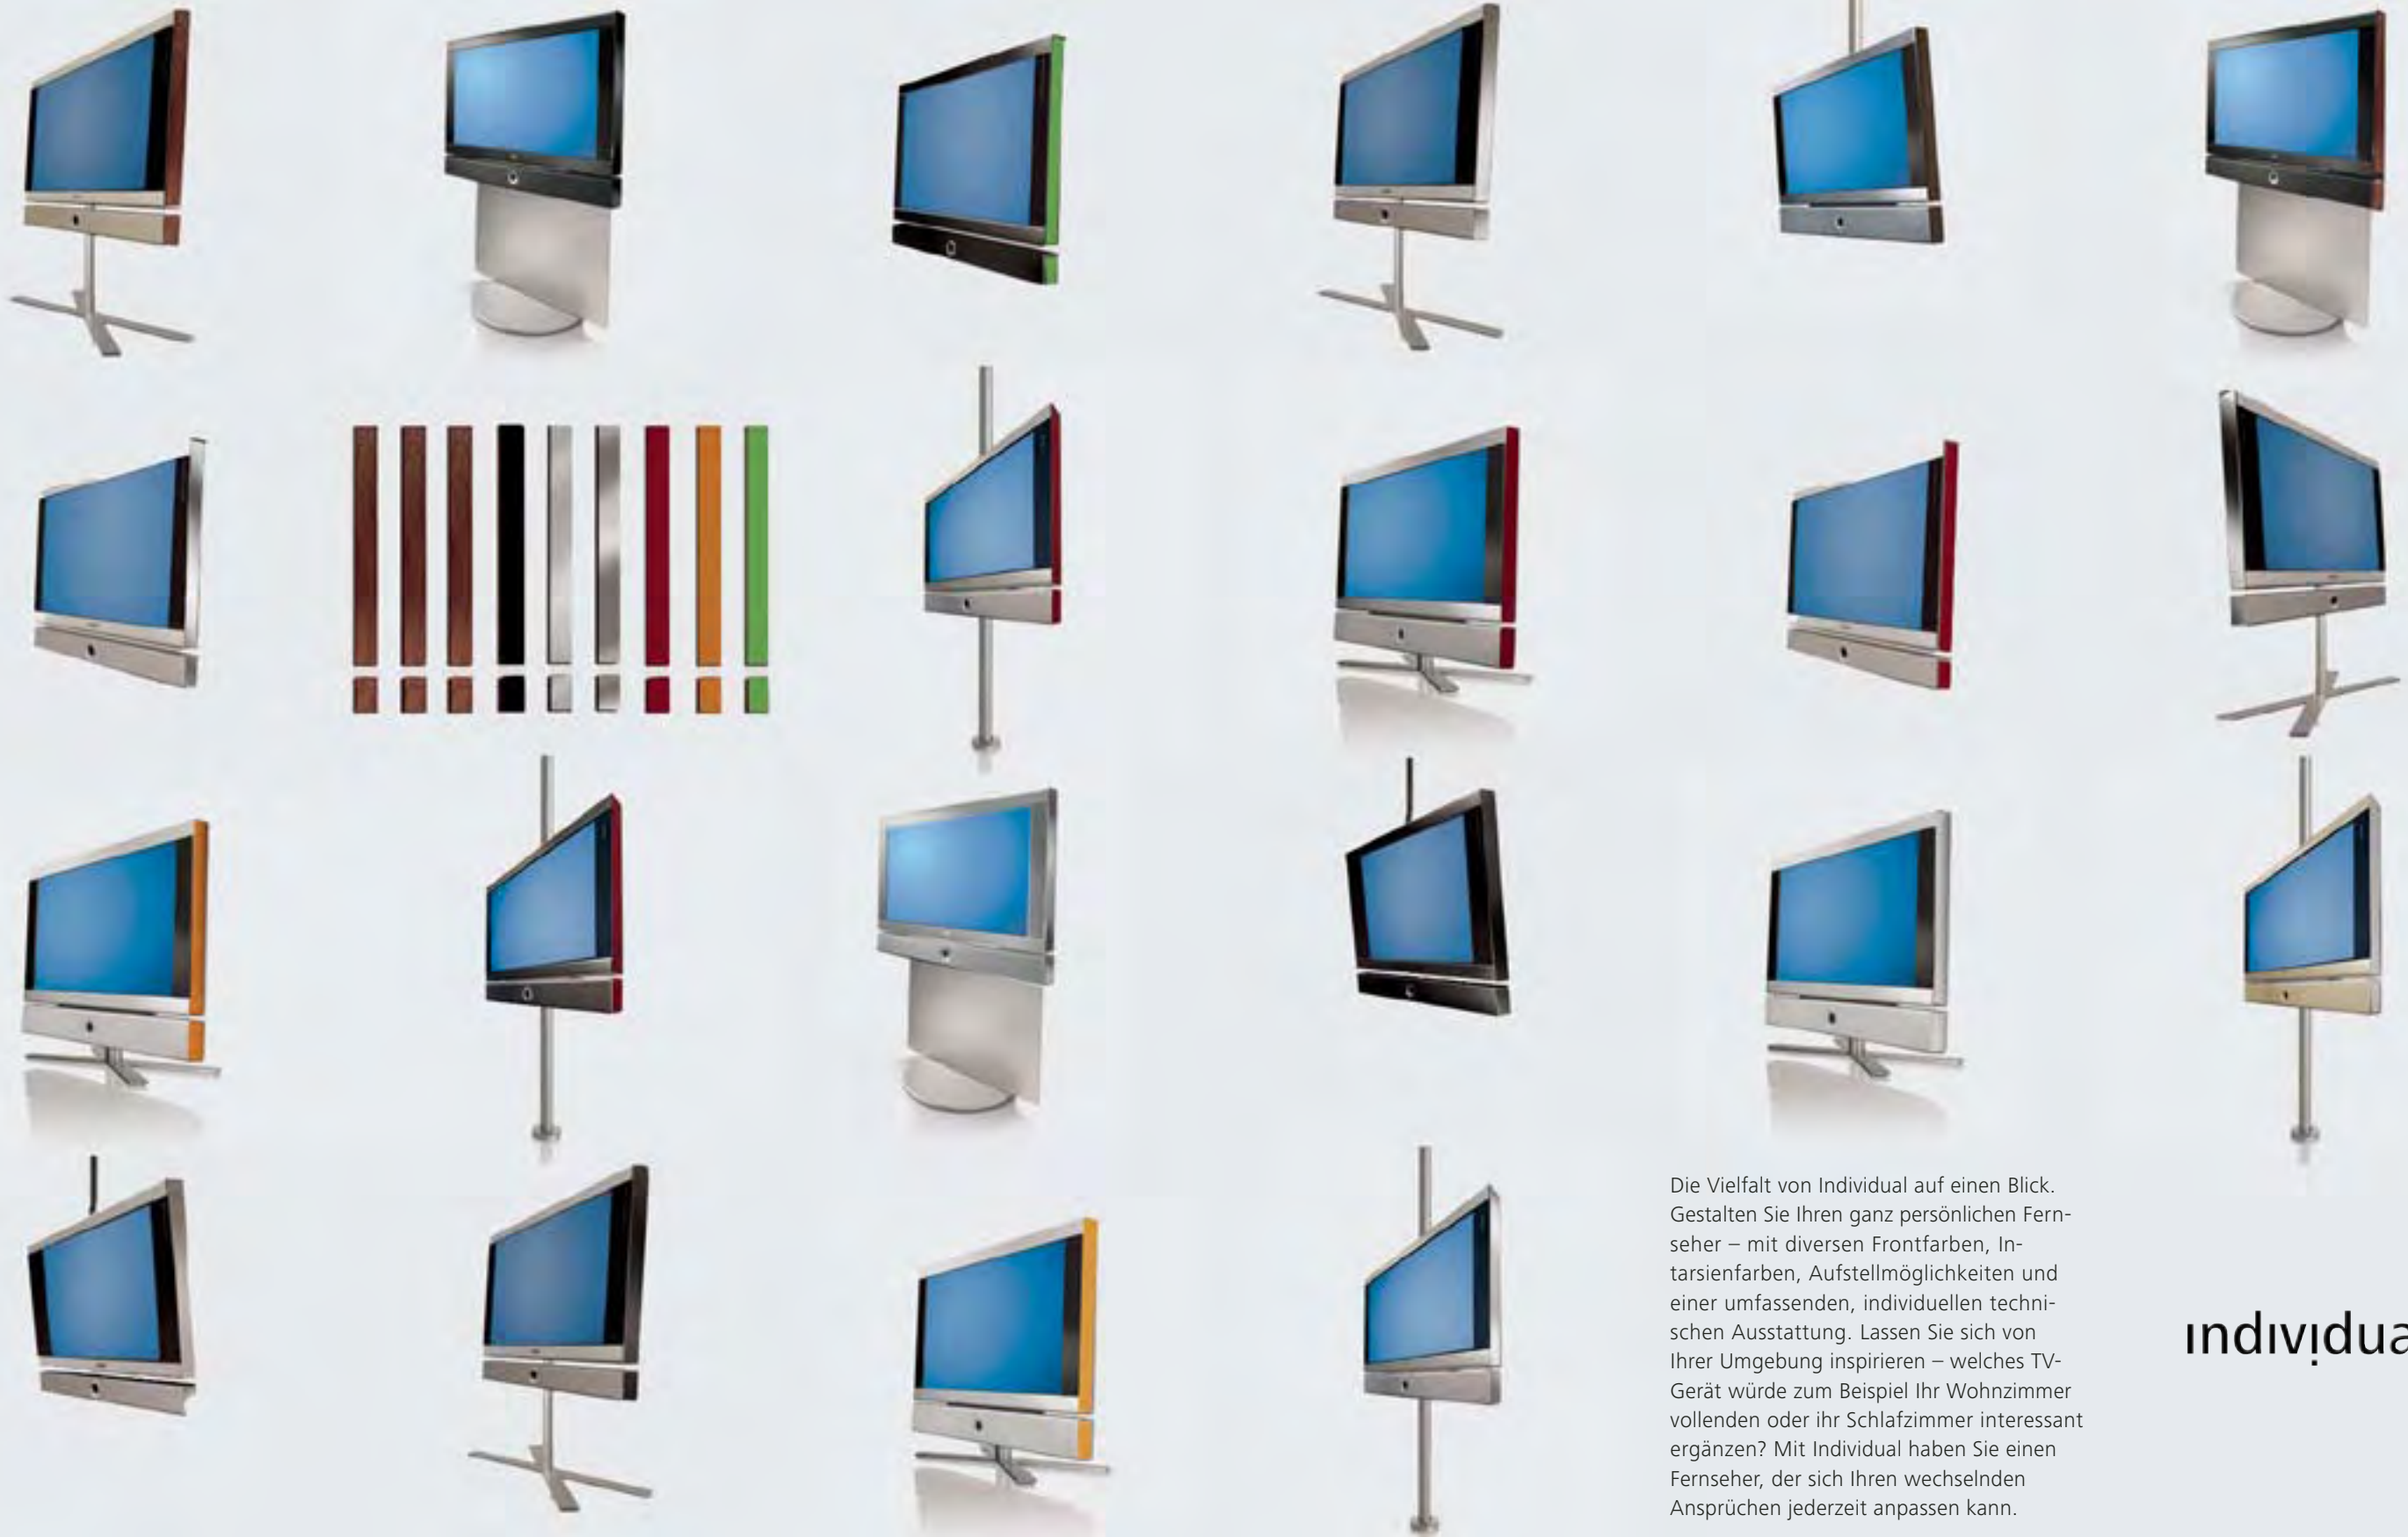 Die Vielfalt von Individual auf einen Blick.
Gestalten Sie Ihren ganz persönlichen Fern-
seher – mit diversen Frontfarben, In-
tarsienfarben, Aufstellmöglichkeiten und
einer umfassenden, individuellen techni-
schen Ausstattung. Lassen Sie sich von
Ihrer Umgebung inspirieren – welches TV-
Gerät würde zum Beispiel Ihr Wohnzimmer
vollenden oder ihr Schlafzimmer interessant
ergänzen? Mit Individual haben Sie einen
Fernseher, der sich Ihren wechselnden
Ansprüchen jederzeit anpassen kann.
individua